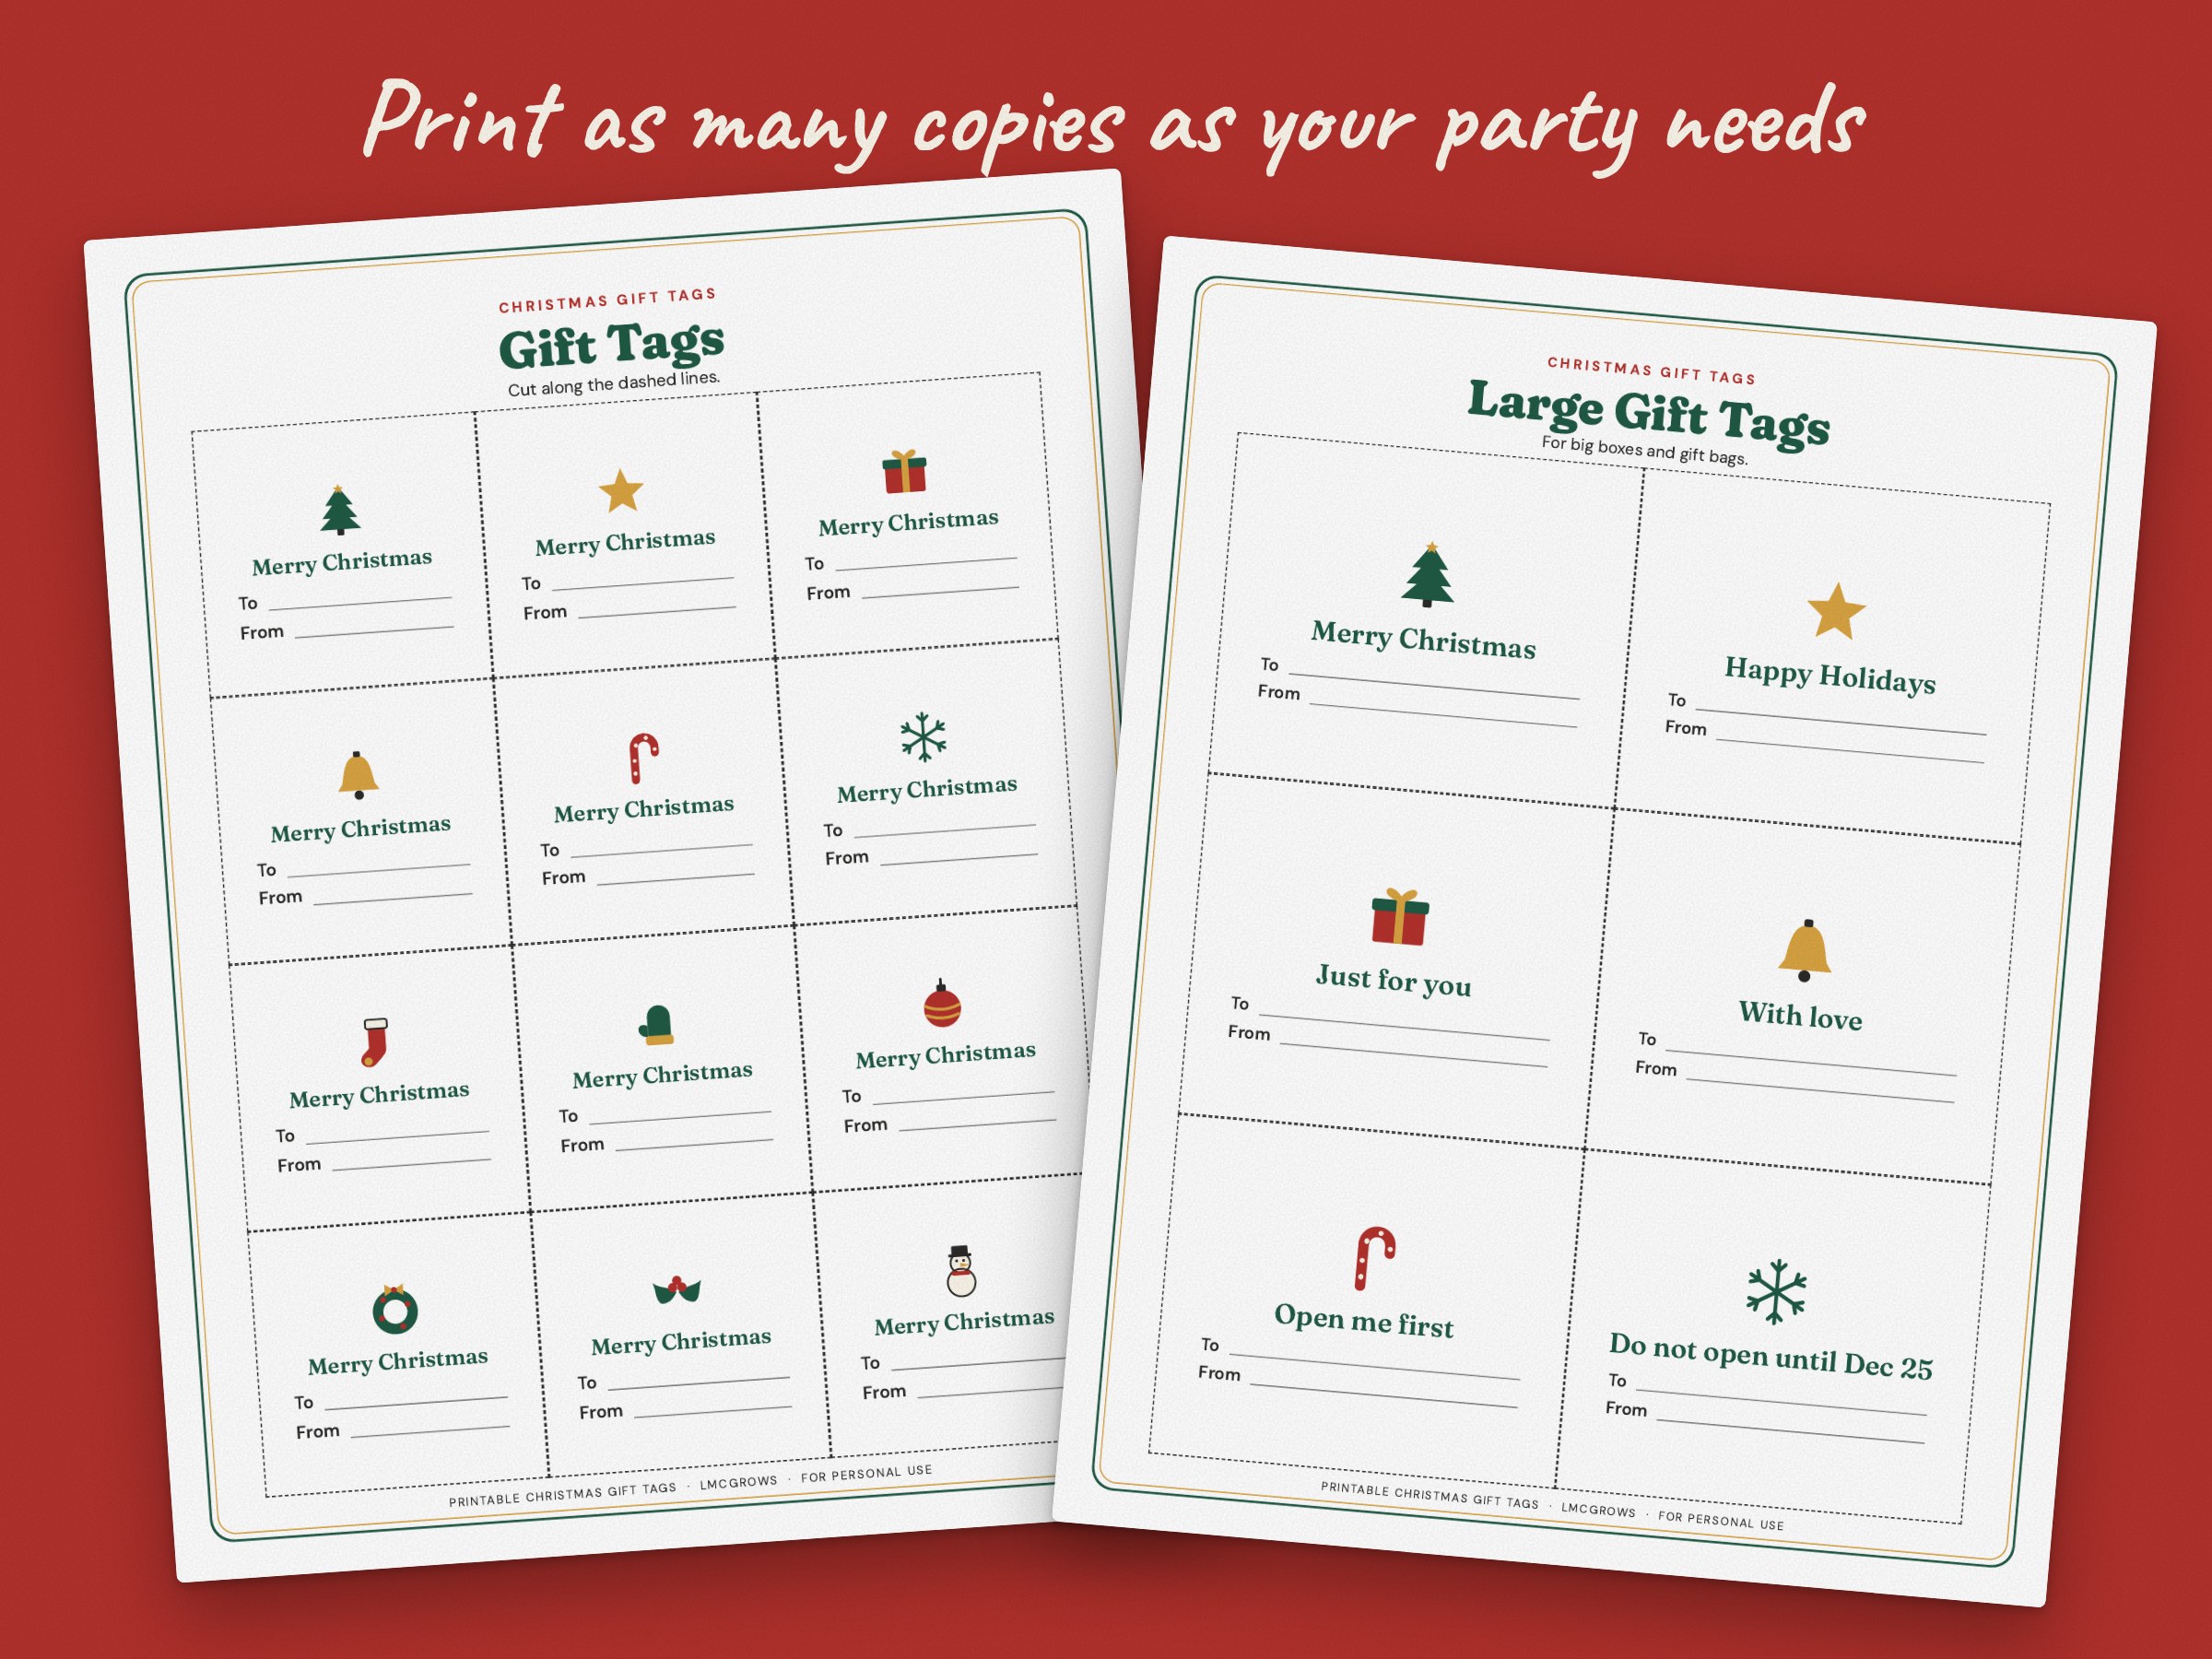 Print as many copies as your party needs
CHRISTMAS GIFT TAGS
Gift Tags
Cut along the dashed lines.
Merry Christmas
To
From
Merry Christmas
To
From
Merry Christmas
To
From
Merry Christmas
To
From
Merry Christmas
To
From
Merry Christmas
To
From
Merry Christmas
To
From
Merry Christmas
To
From
Merry Christmas
To
From
Merry Christmas
To
From
Merry Christmas
To
From
Merry Christmas
To
From
PRINTABLE CHRISTMAS GIFT TAGS · LMCGROWS · FOR PERSONAL USE
CHRISTMAS GIFT TAGS
Large Gift Tags
For big boxes and gift bags.
Merry Christmas
To
From
Happy Holidays
To
From
Just for you
To
From
With love
To
From
Open me first
To
From
Do not open until Dec 25
To
From
PRINTABLE CHRISTMAS GIFT TAGS · LMCGROWS · FOR PERSONAL USE